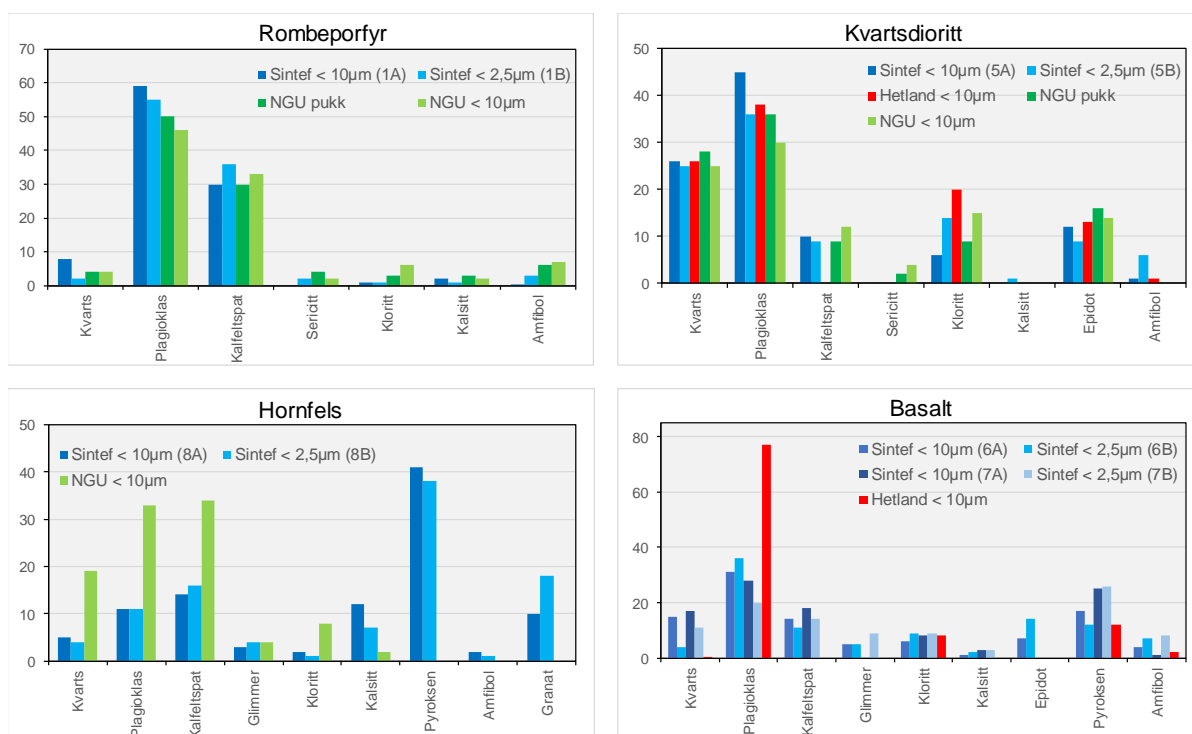 Rombeporfyr
70
60
50
40
30
20
10
0
Sintef < 10µm (1A) Sintef < 2,5µm (1B)
NGU pukk NGU < 10µm
Kvarts
Plagioklas
Kalfeltspat
Sericitt
Kloritt
Kalsitt
Amfibol
Kvartsdioritt
50
40
30
20
10
0
Sintef < 10µm (5A) Sintef < 2,5µm (5B)
Hetland < 10µm NGU pukk
NGU < 10µm
Kvarts
Plagioklas
Kalfeltspat
Sericitt
Kloritt
Kalsitt
Epidot
Amfibol
Hornfels
50
40
30
20
10
0
Sintef < 10µm (8A) Sintef < 2,5µm (8B)
NGU < 10µm
Kvarts
Plagioklas
Kalfeltspat
Glimmer
Kloritt
Kalsitt
Pyroksen
Amfibol
Granat
Basalt
80
60
40
20
0
Sintef < 10µm (6A) Sintef < 2,5µm (6B)
Sintef < 10µm (7A) Sintef < 2,5µm (7B)
Hetland < 10µm
Kvarts
Plagioklas
Kalfeltspat
Glimmer
Kloritt
Kalsitt
Epidot
Pyroksen
Amfibol